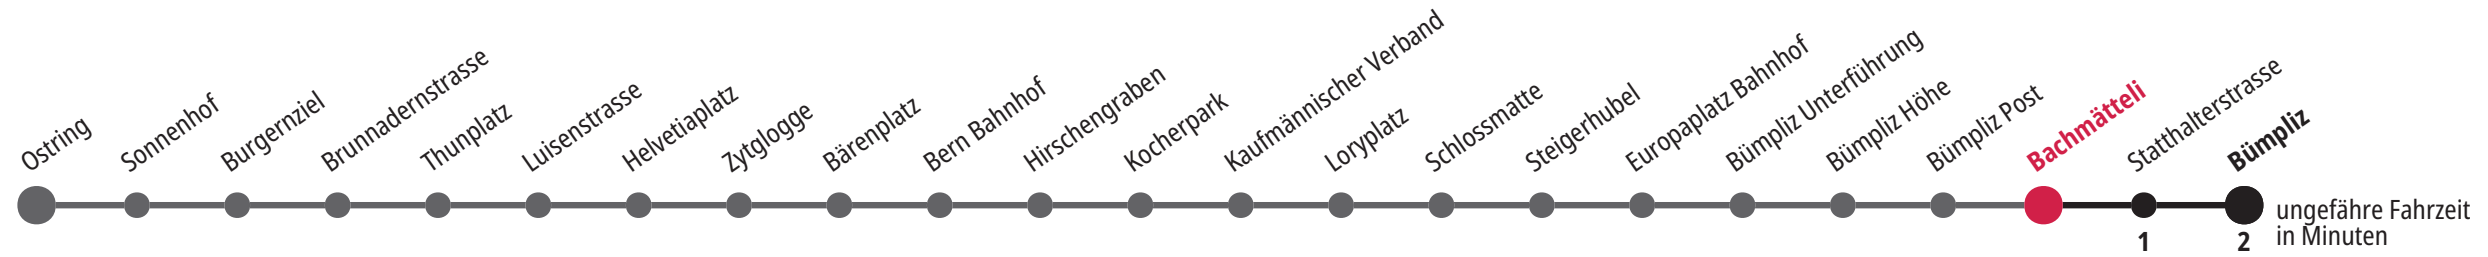 Ostring
Sonnenhof
Burgernziel
Brunnadernstrasse
Thunplatz
Luisenstrasse
Helvetiaplatz
Zytglogge
Bärenplatz
Bern Bahnhof
Hirschengraben
Kocherpark
Kaufmännischer Verband
Loryplatz
Schlossmatte
Steigerhubel
Europaplatz Bahnhof
Bümpliz Unterführung
Bümpliz Höhe
Bümpliz Post
Bachmätteli
Statthalterstrasse
Bümpliz
1
2
ungefähre Fahrzeit
in Minuten